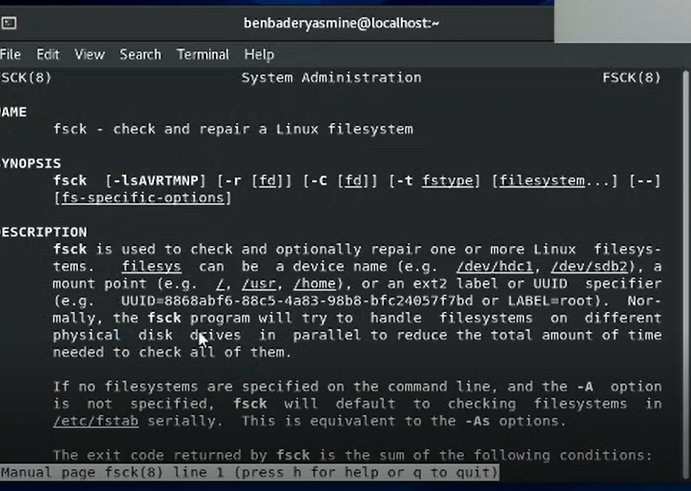 benbaderyasmine@localhost:~
File Edit View Search Terminal Help
SCK(8) System Administration FSCK(8)
AME
fsck - check and repair a Linux filesystem
YNOPSIS
fsck [-lsAVRTMNP] [-r [fd]] [-C [fd]] [-t fstype] [filesystem...] [--]
[fs-specific-options]
ESCRIPTION
fsck is used to check and optionally repair one or more Linux filesys-
tems. filesys can be a device name (e.g. /dev/hdc1, /dev/sdb2), a
mount point (e.g. /, /usr, /home), or an ext2 label or UUID specifier
(e.g. UUID=8868abf6-88c5-4a83-98b8-bfc24057f7bd or LABEL=root). Nor-
mally, the fsck program will try to handle filesystems on different
physical disk drives in parallel to reduce the total amount of time
needed to check all of them.
If no filesystems are specified on the command line, and the -A option
is not specified, fsck will default to checking filesystems in
/etc/fstab serially. This is equivalent to the -As options.
The exit code returned by fsck is the sum of the following conditions:
Manual page fsck(8) line 1 (press h for help or q to quit)